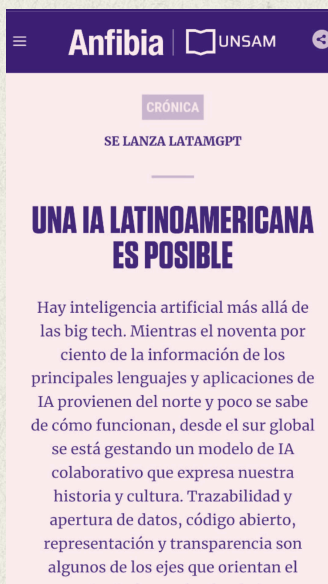 Anfibia UNSAM
CRÓNICA
SE LANZA LATAMGPT
UNA IA LATINOAMERICANA
ES POSIBLE
Hay inteligencia artificial más allá de
las big tech. Mientras el noventa por
ciento de la información de los
principales lenguajes y aplicaciones de
IA provienen del norte y poco se sabe
de cómo funcionan, desde el sur global
se está gestando un modelo de IA
colaborativo que expresa nuestra
historia y cultura. Trazabilidad y
apertura de datos, código abierto,
representación y transparencia son
algunos de los ejes que orientan el